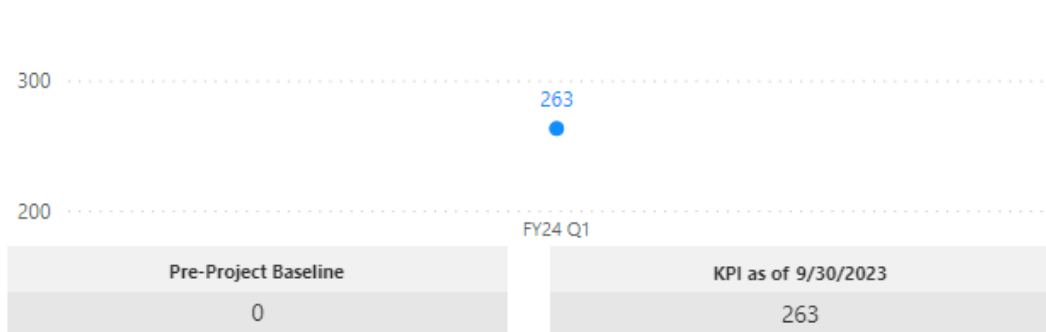 300
263
200
FY24 Q1
Pre-Project Baseline
KPI as of 9/30/2023
0
263